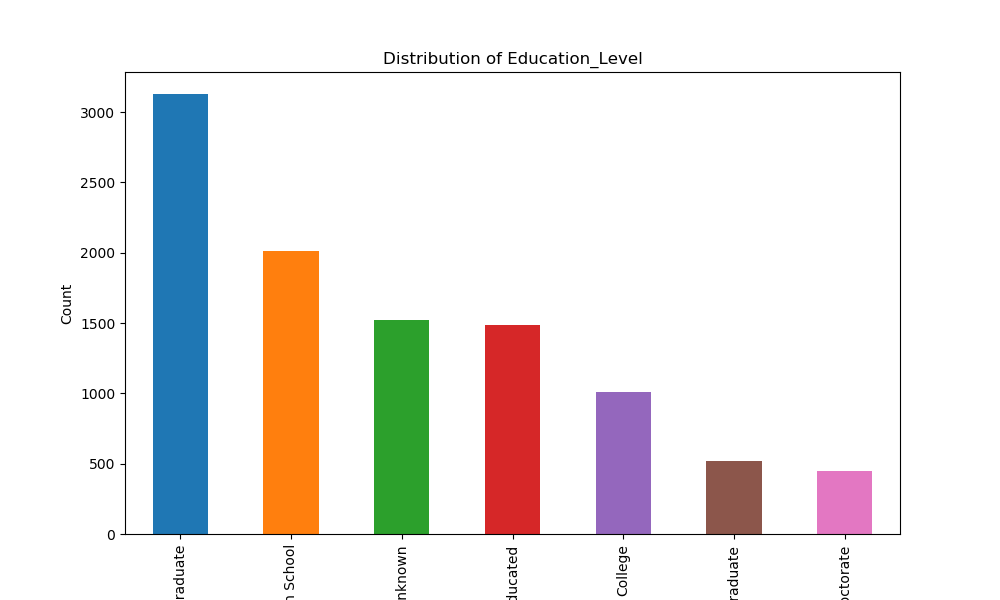 Distribution of Education_Level
3000
2500
2000
1500
1000
500
0
Count
raduate
h School
nknown
ducated
College
raduate
octorate